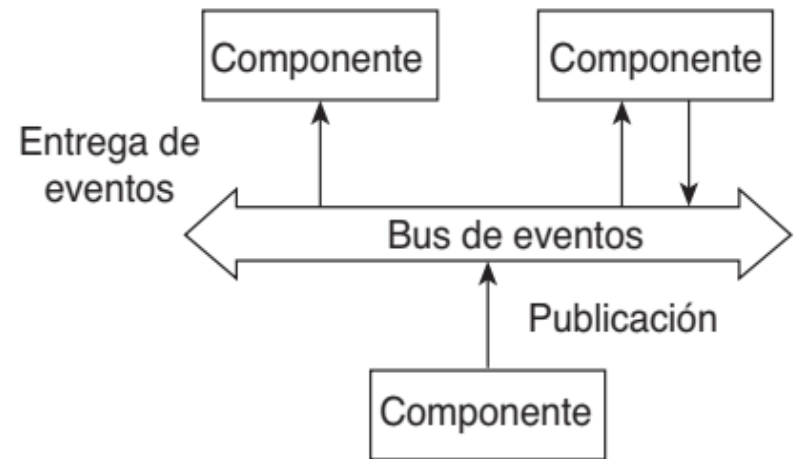 Componente
Componente
Entrega de
eventos
Bus de eventos
Publicación
Componente